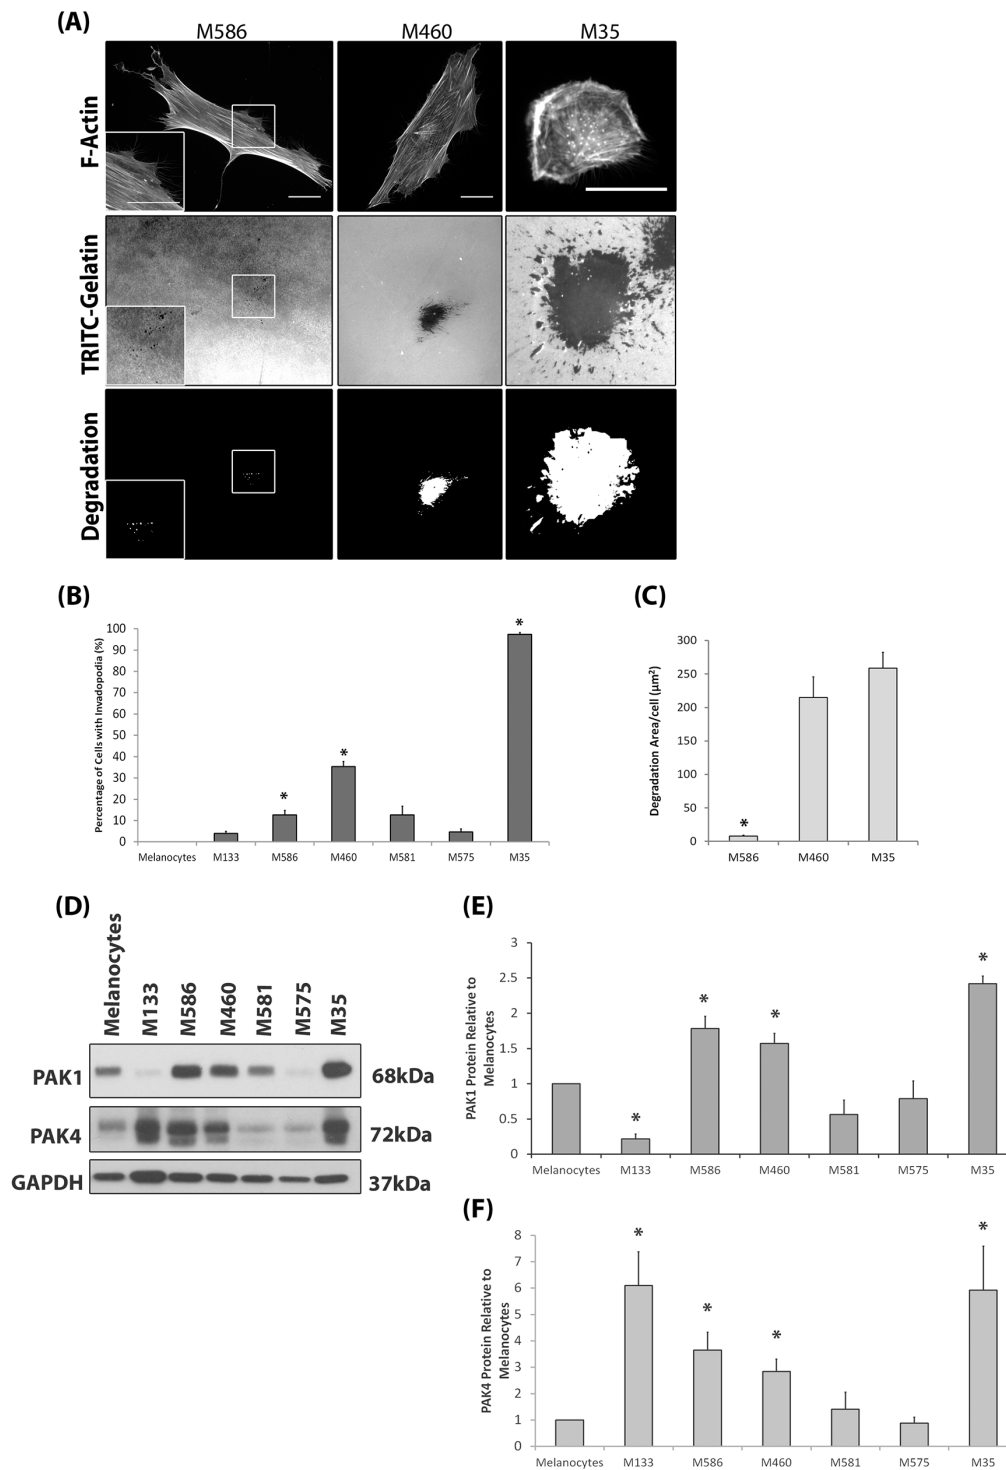 (A)
M586 M460 M35
F-Actin
TRITC-Gelatin
Degradation
(B)
Percentage of Cells with Invadopodia (%)
100
90
80
70
60
50
40
30
20
10
0
* * *
Melanocytes M133 M586 M460 M581 M575 M35
(C)
Degradation Area/cell (μm²)
300
250
200
150
100
50
0
*
M586 M460 M35
(D)
Melanocytes M133 M586 M460 M581 M575 M35
PAK1 68kDa
PAK4 72kDa
GAPDH 37kDa
(E)
PAK1 Protein Relative to
Melanocytes
3
2.5
2
1.5
1
0.5
0
* * * *
Melanocytes M133 M586 M460 M581 M575 M35
(F)
PAK4 Protein Relative to
Melanocytes
8
7
6
5
4
3
2
1
0
* * * *
Melanocytes M133 M586 M460 M581 M575 M35